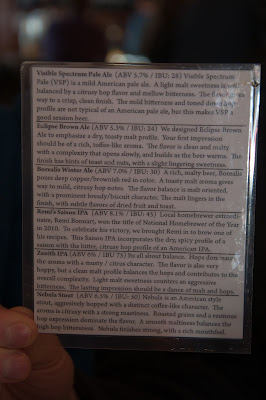 Visible Spectrum Pale Ale (ABV 5.7% / IBU: 28) Visible Spectrum
Pale (VSP) is a mild American pale ale. A light malt sweetness is well
balanced by a citrusy hop flavor and mellow bitterness. The flavor gives
way to a crisp, clean finish. The mild bitterness and toned down hop
profile are not typical of an American pale ale, but this makes VSP a
good session beer.
Eclipse Brown Ale (ABV 5.3% / IBU: 24) We designed Eclipse Brown
Ale to emphasize a dry, toasty malt profile. Your first impression
should be of a rich, toffee-like aroma. The flavor is clean and malty
with a complexity that opens slowly, and builds as the beer warms. The
finish has hints of toast and nuts, with a slight lingering sweetness.
Borealis Winter Ale (ABV 7.0% / IBU: 30) A rich, malty beer, Borealis
pours deep copper/brownish red in color. A toasty malt aroma gives
way to mild, citrusy hop notes. The flavor balance is malt oriented,
with a prominent bready/biscuit character. The malt lingers in the
finish, with subtle flavors of dried fruit and toast.
Remi's Saison IPA (ABV 8.1% / IBU 45) Local homebrewer extraordi-
naire, Remi Bonnart, won the title of National Homebrewer of the Year
in 2010. To celebrate his victory, we brought Remi in to brew one of
his recipes. This Saison IPA incorporates the dry, spicy profile of a
saison with the bitter, citrusy hop profile of an American IPA.
Zenith IPA (ABV 6% / IBU 75) Its all about balance. Hops dominate
the aroma with a musty / citrus character. The flavor is also very
hoppy, but a clean malt profile balances the hops and contributes to the
overall complexity. Light malt sweetness counters an aggressive
bitterness. The lasting impression should be a dance of malt and hops.
Nebula Stout (ABV 6.5% / IBU: 50) Nebula is an American style
stout, aggressively hopped with a distinct coffee-like character. The
aroma is citrusy with a strong roastiness. Roasted grains and a resinous
hop expression dominate the flavor. A smooth maltiness balances the
high hop bitterness. Nebula finishes strong, with a rich mouthfeel.